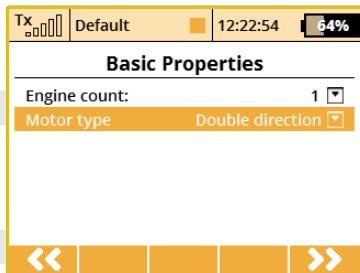 Tx Default 12:22:54 64%
Basic Properties
Engine count: 1
Motor type Double direction